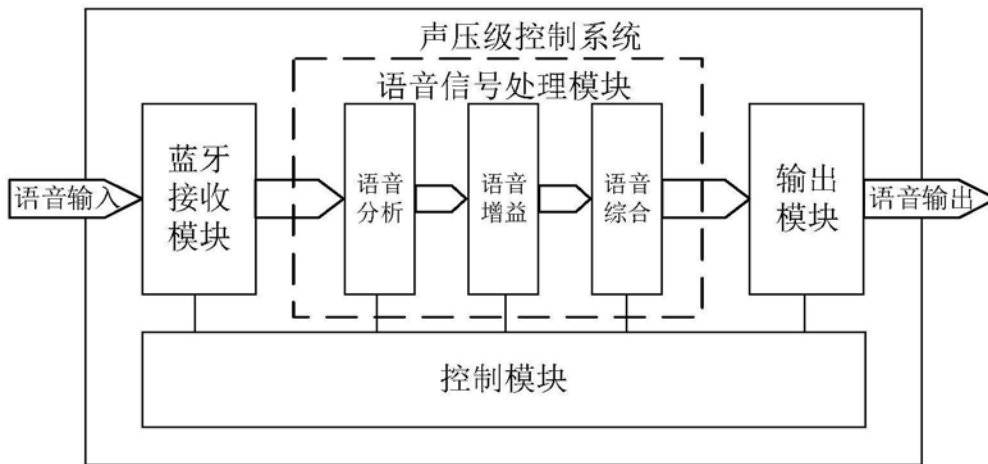 声压级控制系统
语音信号处理模块
语音输入
蓝牙
接收
模块
语音
分析
语音
增益
语音
综合
输出
模块
语音输出
控制模块